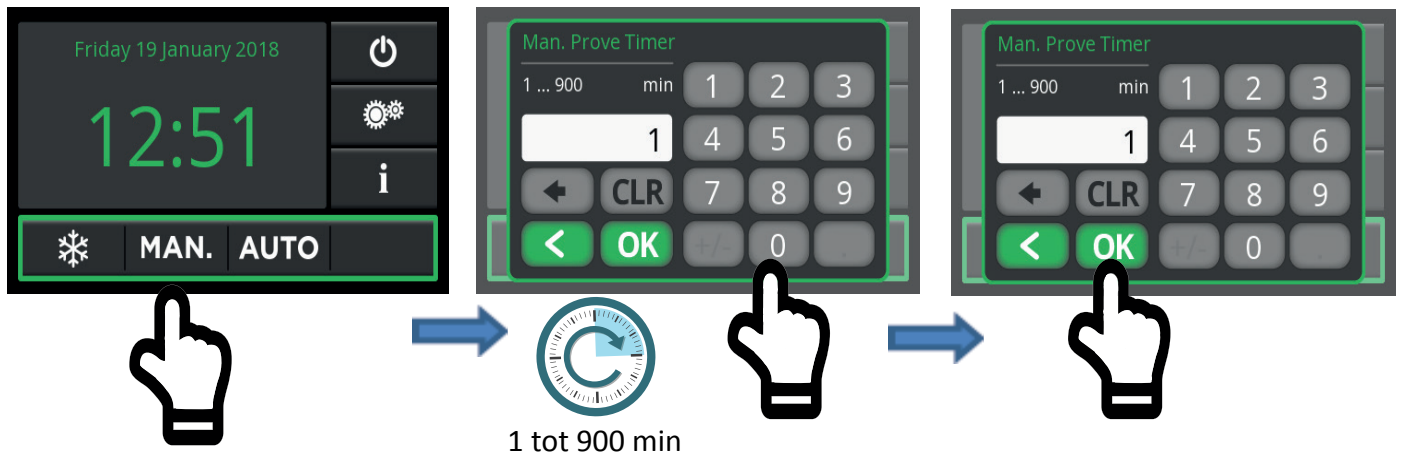 Friday 19 January 2018
12:51
i
MAN. AUTO
Man. Prove Timer
1 ... 900 min 1 2 3
1 4 5 6
CLR 7 8 9
< OK +/- 0 .
1 tot 900 min
Man. Prove Timer
1 ... 900 min 1 2 3
1 4 5 6
CLR 7 8 9
< OK +/- 0 .